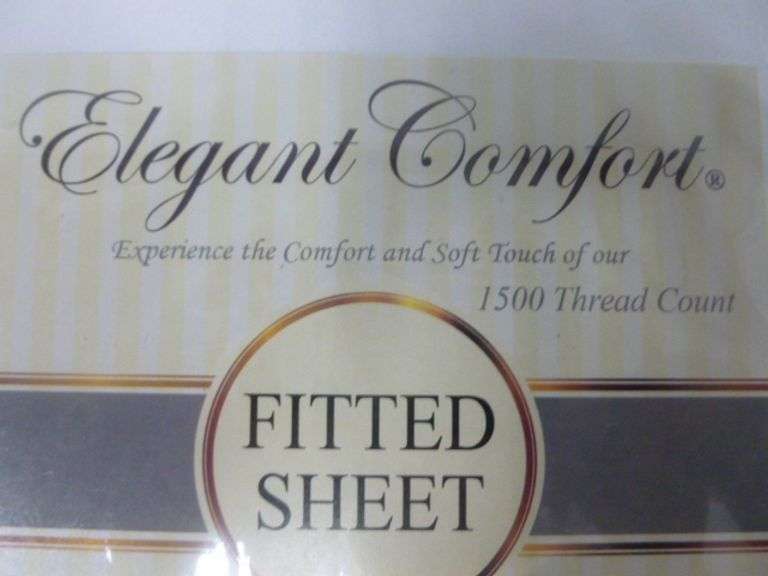 Elegant Comfort®
Experience the Comfort and Soft Touch of our
1500 Thread Count
FITTED
SHEET